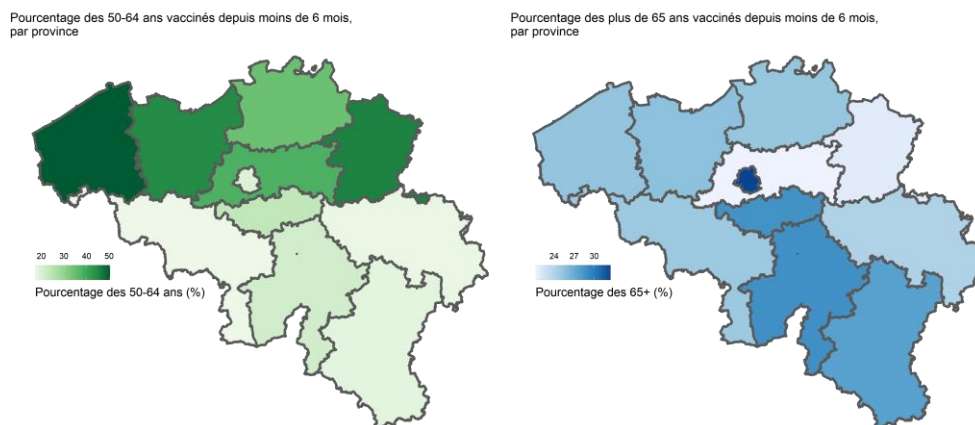 Pourcentage des 50-64 ans vaccinés depuis moins de 6 mois,
par province
20 30 40 50
Pourcentage des 50-64 ans (%)
Pourcentage des plus de 65 ans vaccinés depuis moins de 6 mois,
par province
24 27 30
Pourcentage des 65+ (%)